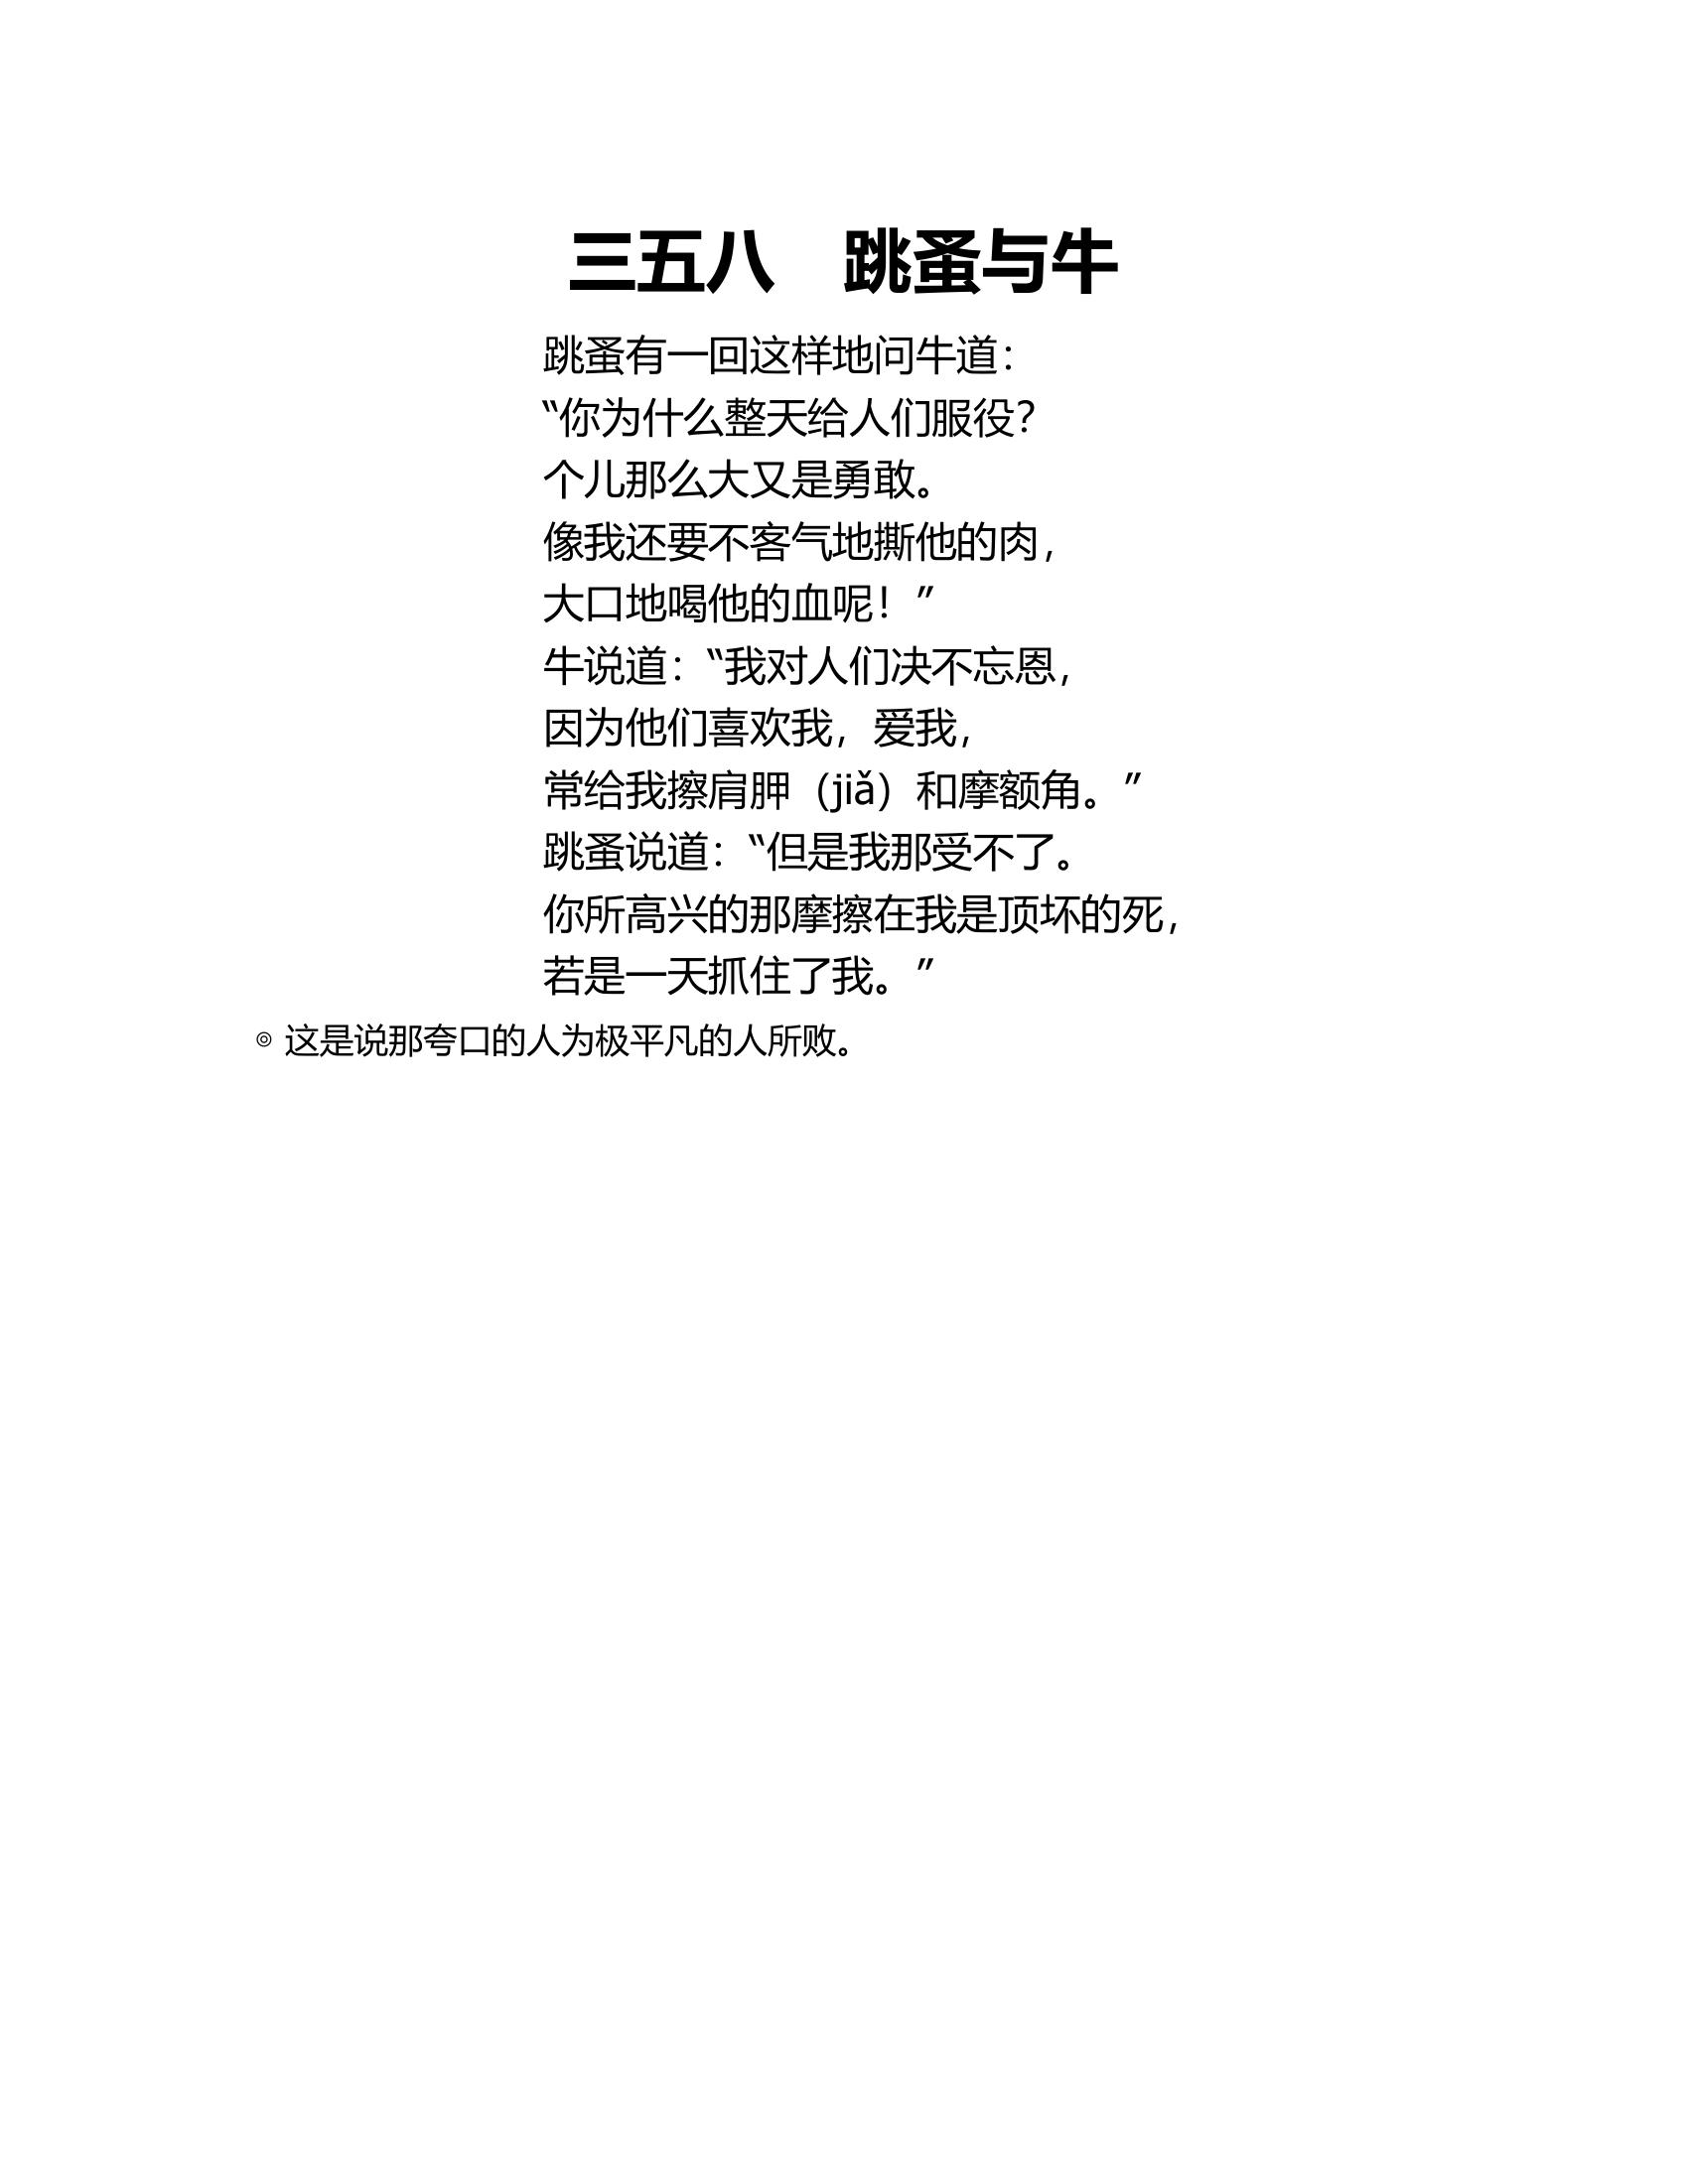 三五八　跳蚤与牛
跳蚤有一回这样地问牛道：
“你为什么整天给人们服役？
个儿那么大又是勇敢。
像我还要不客气地撕他的肉，
大口地喝他的血呢！”
牛说道：“我对人们决不忘恩，
因为他们喜欢我，爱我，
常给我擦肩胛（jiǎ）和摩额角。”
跳蚤说道：“但是我那受不了。
你所高兴的那摩擦在我是顶坏的死，
若是一天抓住了我。”
◎ 这是说那夸口的人为极平凡的人所败。